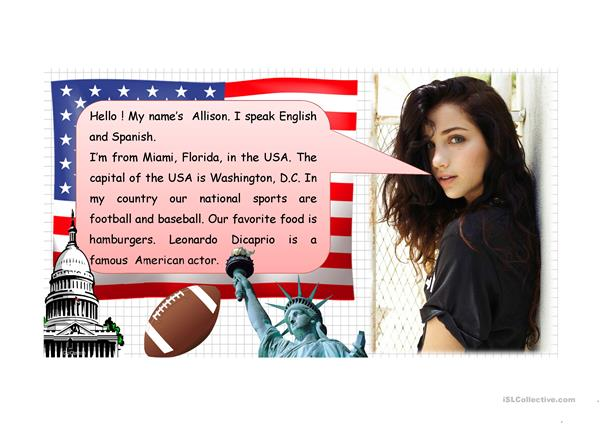 Hello ! My name's Allison. I speak English
and Spanish.
I'm from Miami, Florida, in the USA. The
capital of the USA is Washington, D.C. In
my country our national sports are
football and baseball. Our favorite food is
hamburgers. Leonardo Dicaprio is a
famous American actor.
iSLCollective.com